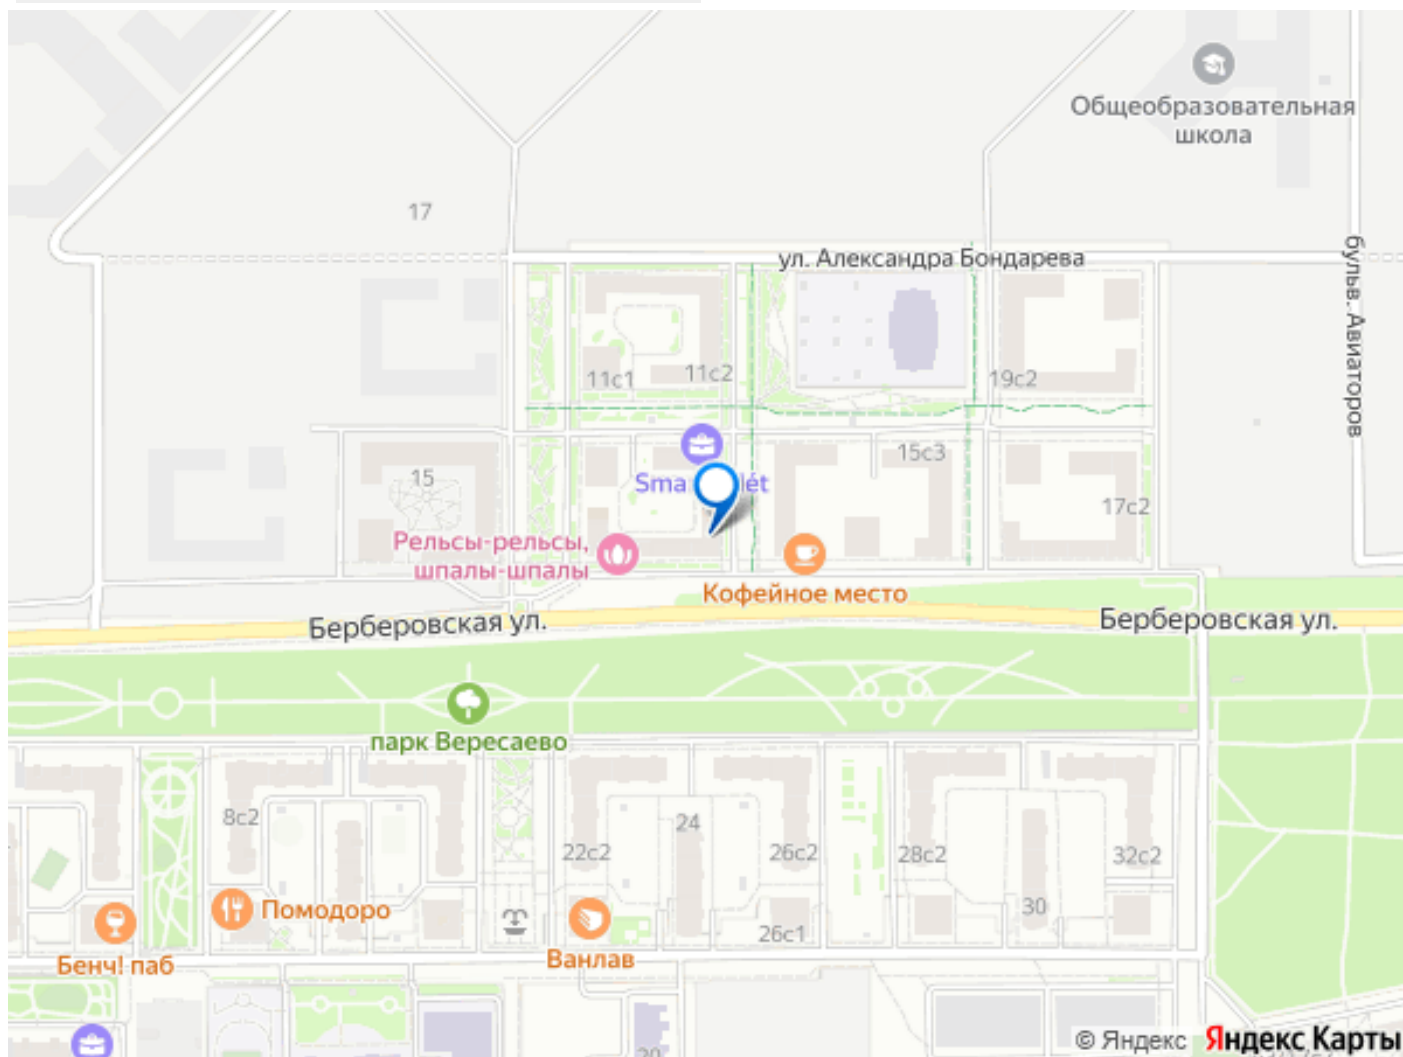 Общеобразовательная
школа
17
ул. Александра Бондарева
бульв. Авиаторов
11с1
11с2
19с2
15
15с3
17с2
Рельсы-рельсы,
шпалы-шпалы
Кофейное место
Берберовская ул.
Берберовская ул.
парк Вересаево
8с2
22с2
24
26с2
28с2
32с2
30
26с1
Помодоро
Бенч! паб
Ванлав
© Яндекс Яндекс Карты